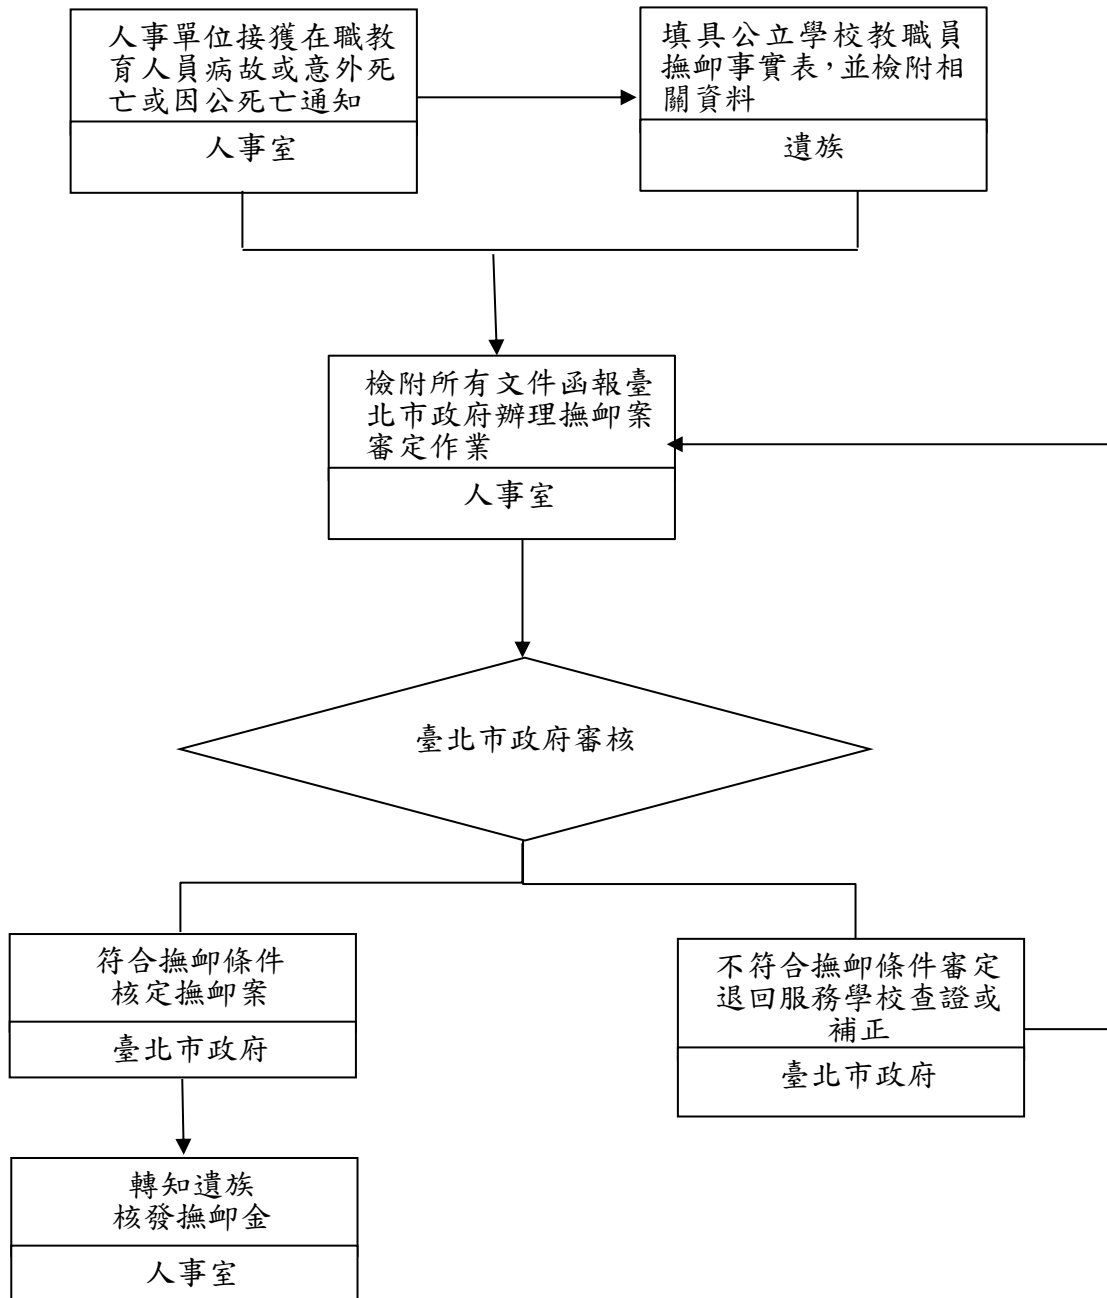 人事單位接獲在職教
育人員病故或意外死
亡或因公死亡通知
人事室
填具公立學校教職員
撫卹事實表，並檢附相
關資料
遺族
檢附所有文件函報臺
北市政府辦理撫卹案
審定作業
人事室
臺北市政府審核
符合撫卹條件
核定撫卹案
臺北市政府
不符合撫卹條件審定
退回服務學校查證或
補正
臺北市政府
轉知遺族
核發撫卹金
人事室